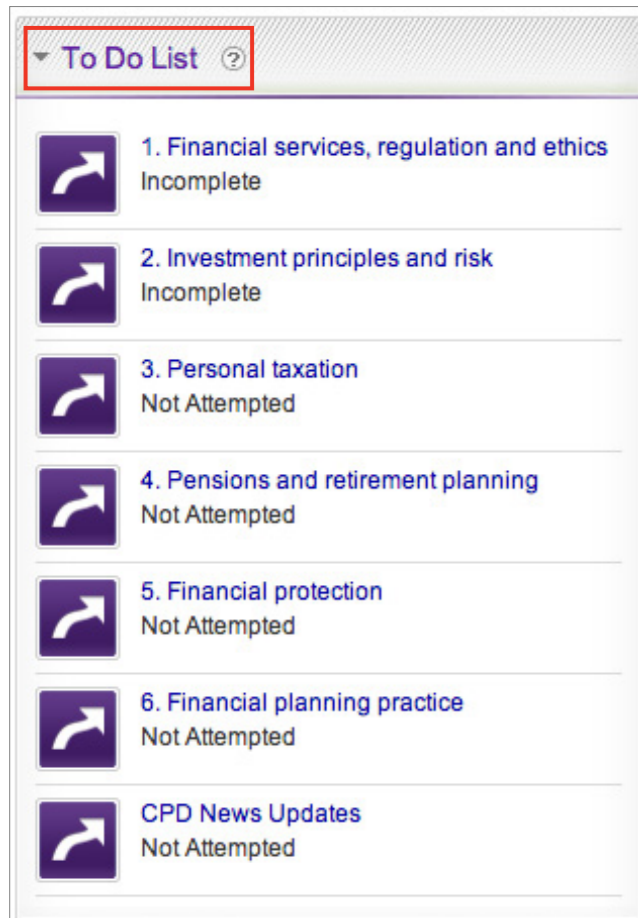 To Do List ?
1. Financial services, regulation and ethics
Incomplete
2. Investment principles and risk
Incomplete
3. Personal taxation
Not Attempted
4. Pensions and retirement planning
Not Attempted
5. Financial protection
Not Attempted
6. Financial planning practice
Not Attempted
CPD News Updates
Not Attempted